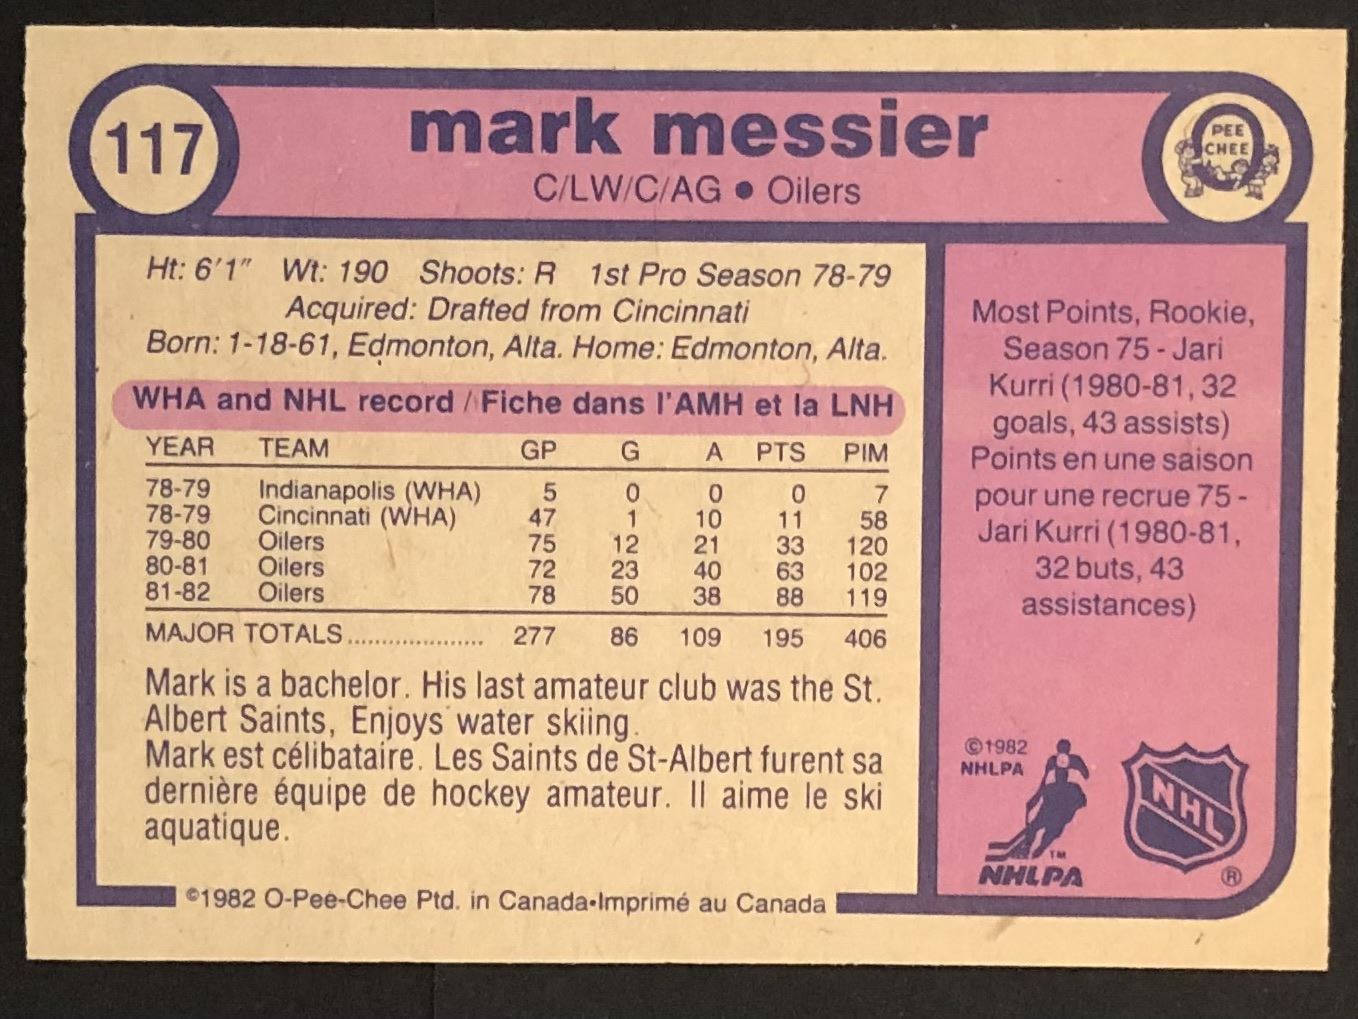 117
mark messier
PEE
CHEE
C/LW/C/AG • Oilers
Ht: 6'1" Wt: 190 Shoots: R 1st Pro Season 78-79
Acquired: Drafted from Cincinnati
Born: 1-18-61, Edmonton, Alta. Home: Edmonton, Alta.
WHA and NHL record / Fiche dans l'AMH et la LNH
YEAR TEAM GP G A PTS PIM
78-79 Indianapolis (WHA) 5 0 0 0 7
78-79 Cincinnati (WHA) 47 1 10 11 58
79-80 Oilers 75 12 21 33 120
80-81 Oilers 72 23 40 63 102
81-82 Oilers 78 50 38 88 119
MAJOR TOTALS.................... 277 86 109 195 406
Mark is a bachelor. His last amateur club was the St.
Albert Saints, Enjoys water skiing.
Mark est célibataire. Les Saints de St-Albert furent sa
dernière équipe de hockey amateur. Il aime le ski
aquatique.
©1982 O-Pee-Chee Ptd. in Canada•Imprimé au Canada
Most Points, Rookie,
Season 75 - Jari
Kurri (1980-81, 32
goals, 43 assists)
Points en une saison
pour une recrue 75 -
Jari Kurri (1980-81,
32 buts, 43
assistances)
©1982
NHLPA
TM
NHLPA
NHL
®